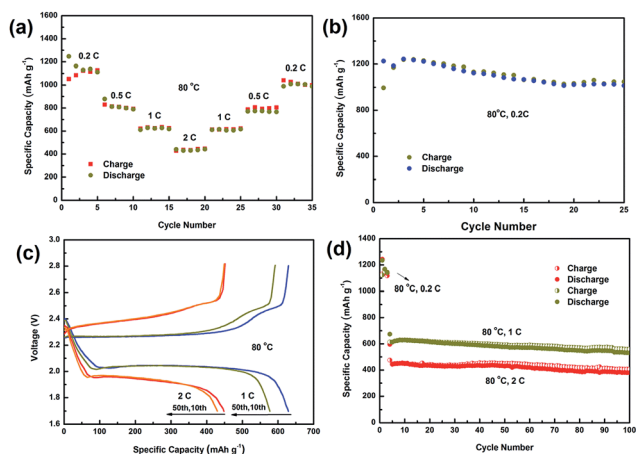 (a)
1600
1400
1200
1000
800
600
400
200
0
Specific Capacity (mAh g⁻¹)
0.2 C
0.5 C
1 C
80 °C
2 C
1 C
0.5 C
0.2 C
Charge
Discharge
0 5 10 15 20 25 30 35
Cycle Number
(b)
1600
1200
800
400
0
Specific Capacity (mAh g⁻¹)
80°C, 0.2C
Charge
Discharge
0 5 10 15 20 25
Cycle Number
(c)
3.0
2.8
2.6
2.4
2.2
2.0
1.8
1.6
Voltage (V)
80 °C
2 C
1 C
50th,10th
50th,10th
0 100 200 300 400 500 600 700
Specific Capacity (mAh g⁻¹)
(d)
1400
1200
1000
800
600
400
200
0
Specific Capacity (mAh g⁻¹)
80 °C, 0.2 C
Charge
Discharge
Charge
Discharge
80 °C, 1 C
80 °C, 2 C
0 10 20 30 40 50 60 70 80 90 100
Cycle Number